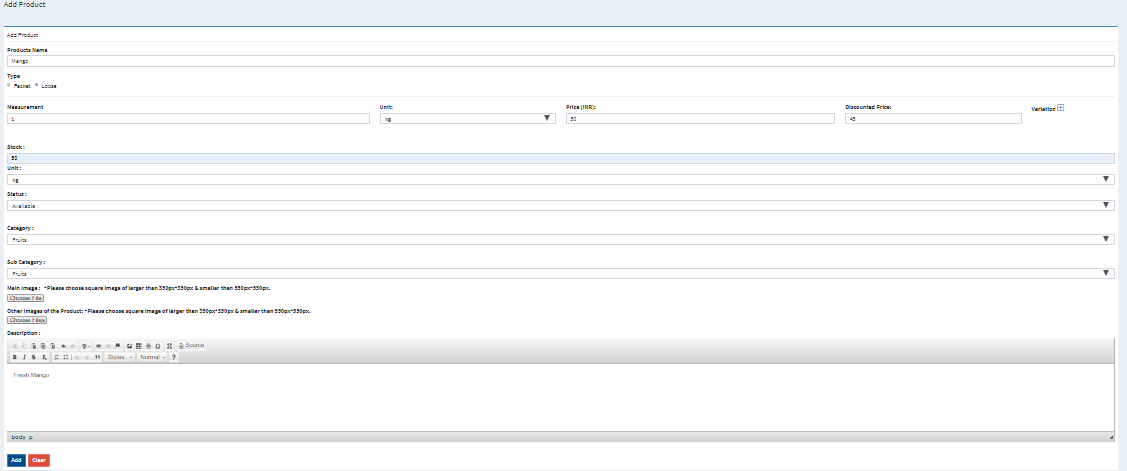 Add Product
Add Product
Products Name
Mango
Type
Packet Loose
Measurement Unit: Price (INR): Discounted Price: Variation
1 kg 50 45
Stock :
50
Unit :
kg
Status :
Available
Category :
Fruits
Sub Category :
Fruits
Main Image : *Please choose square image of larger than 350px*350px & smaller than 550px*550px.
Choose File
Other Images of the Product: *Please choose square image of larger than 350px*350px & smaller than 550px*550px.
Choose Files
Description :
Source
B I S Styles Normal ?
Fresh Mango
body p
Add Clear